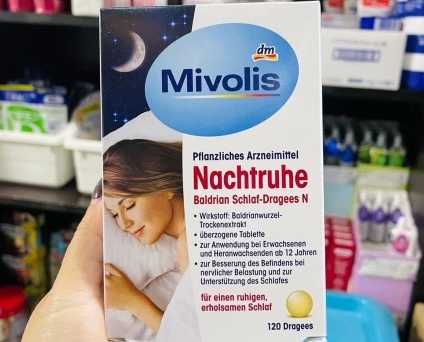 dm
Mivolis
Pflanzliches Arzneimittel
Nachtruhe
Baldrian Schlaf-Dragees N
• Wirkstoff: Baldrianwurzel-
Trockenextrakt
• überzogene Tablette
• zur Anwendung bei Erwachsenen
und Heranwachsenden ab 12 Jahren
• zur Besserung des Befindens bei
nervlicher Belastung und zur
Unterstützung des Schlafes
für einen ruhigen,
erholsamen Schlaf
120 Dragees